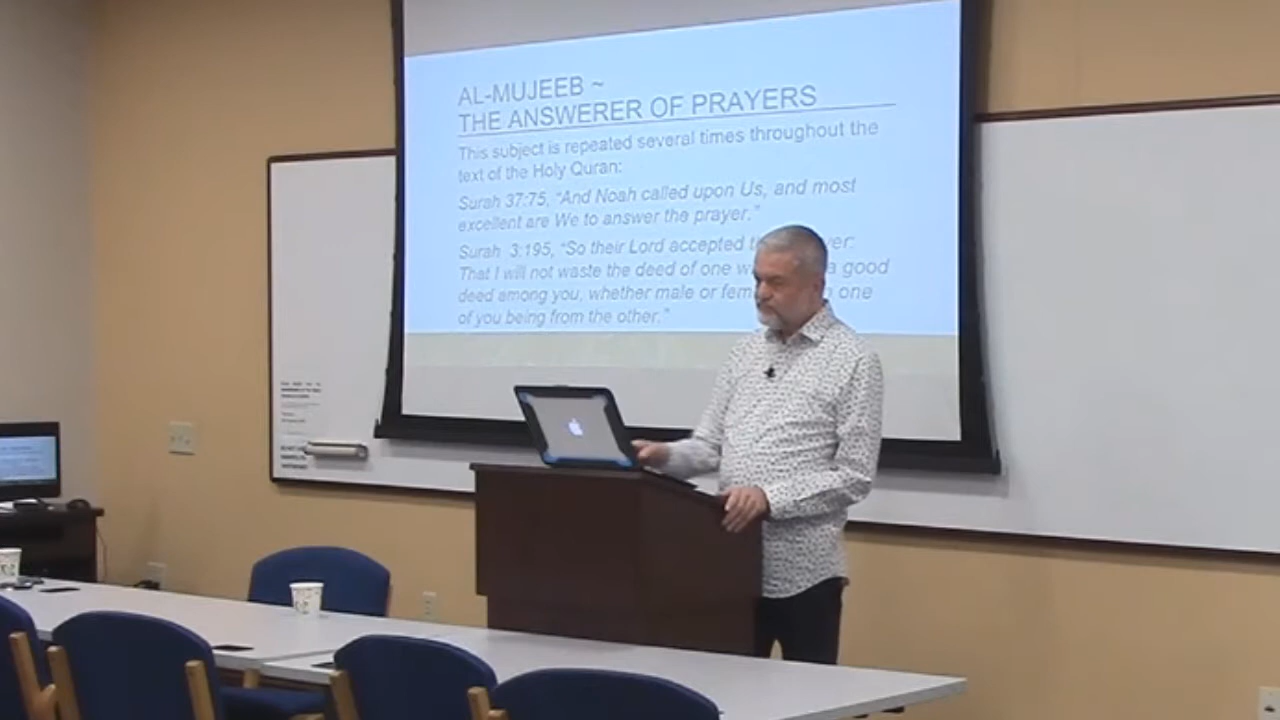 AL-MUJEEB ~
THE ANSWERER OF PRAYERS
This subject is repeated several times throughout the
text of the Holy Quran:
Surah 37:75, “And Noah called upon Us, and most
excellent are We to answer the prayer.”
Surah 3:195, “So their Lord accepted
That I will not waste the deed of one a good
deed among you, whether male or one
of you being from the other.”